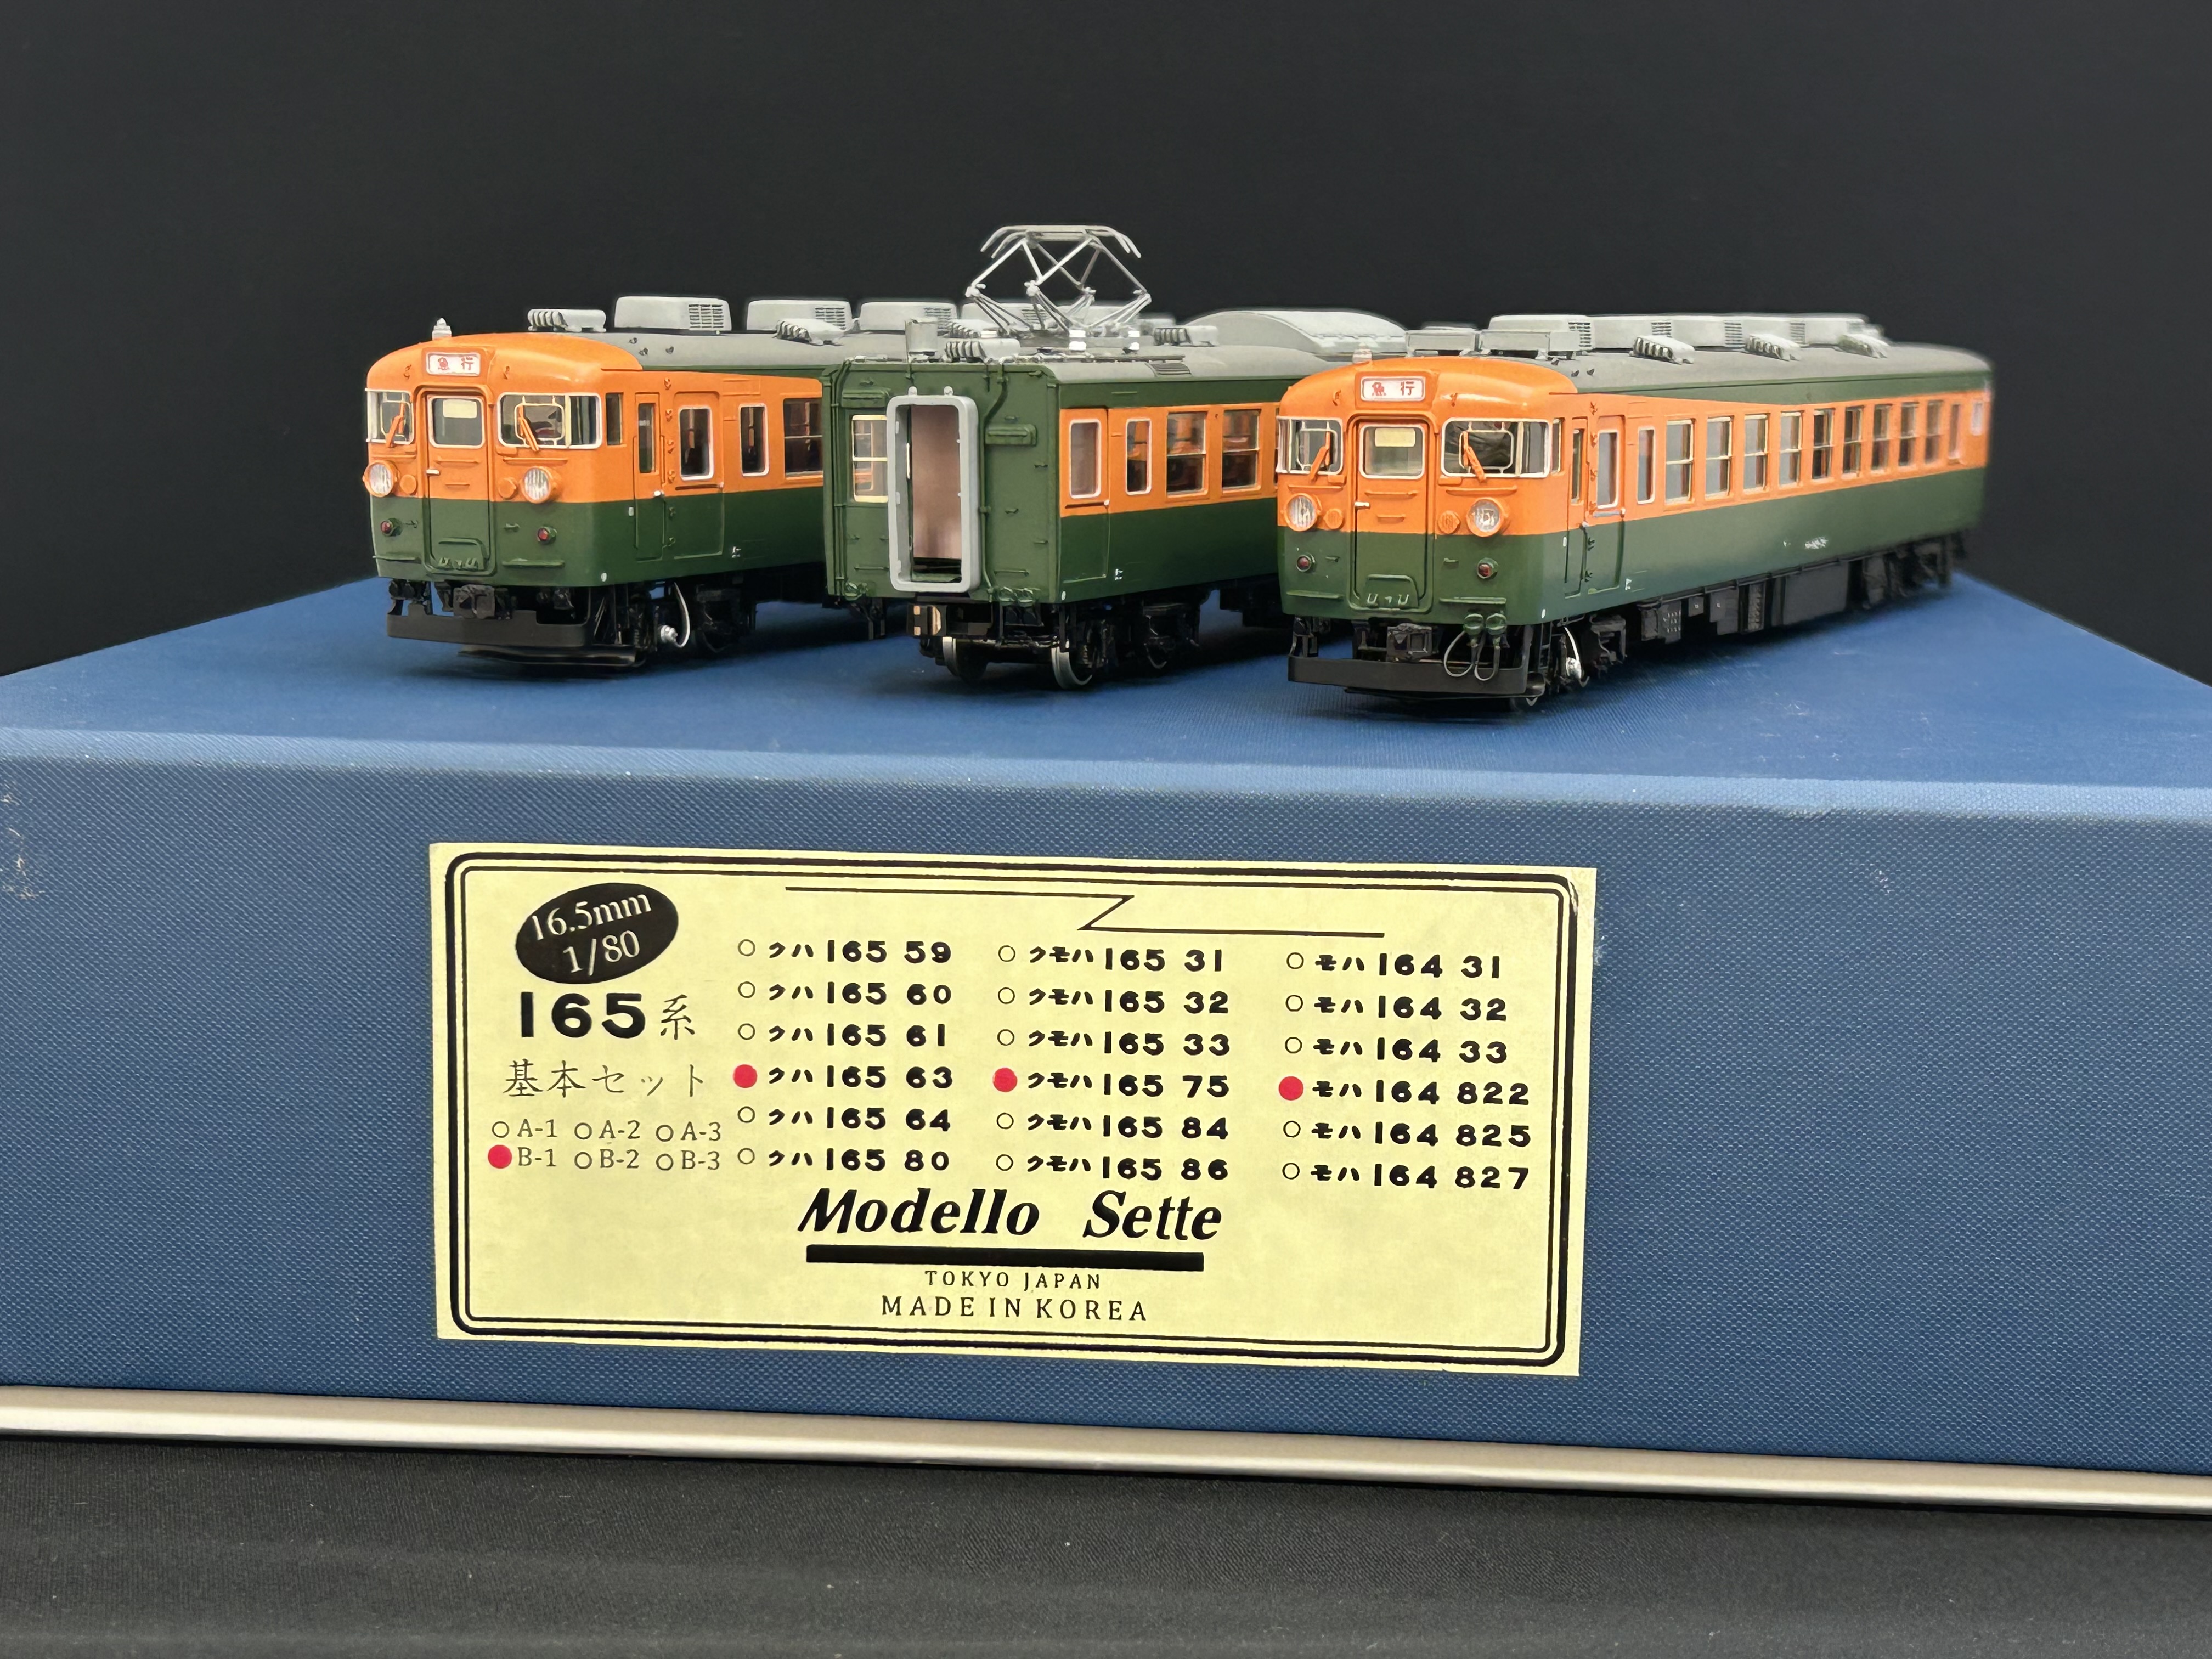 急行
急行
16.5mm
1/80
165系
基本セット
○A-1 ○A-2 ○A-3
●B-1 ○B-2 ○B-3
○クハ165 59
○クハ165 60
○クハ165 61
●クハ165 63
○クハ165 64
○クハ165 80
○クモハ165 31
○クモハ165 32
○クモハ165 33
●クモハ165 75
○クモハ165 84
○クモハ165 86
○モハ164 31
○モハ164 32
○モハ164 33
●モハ164 822
○モハ164 825
○モハ164 827
Modello Sette
TOKYO JAPAN
MADE IN KOREA